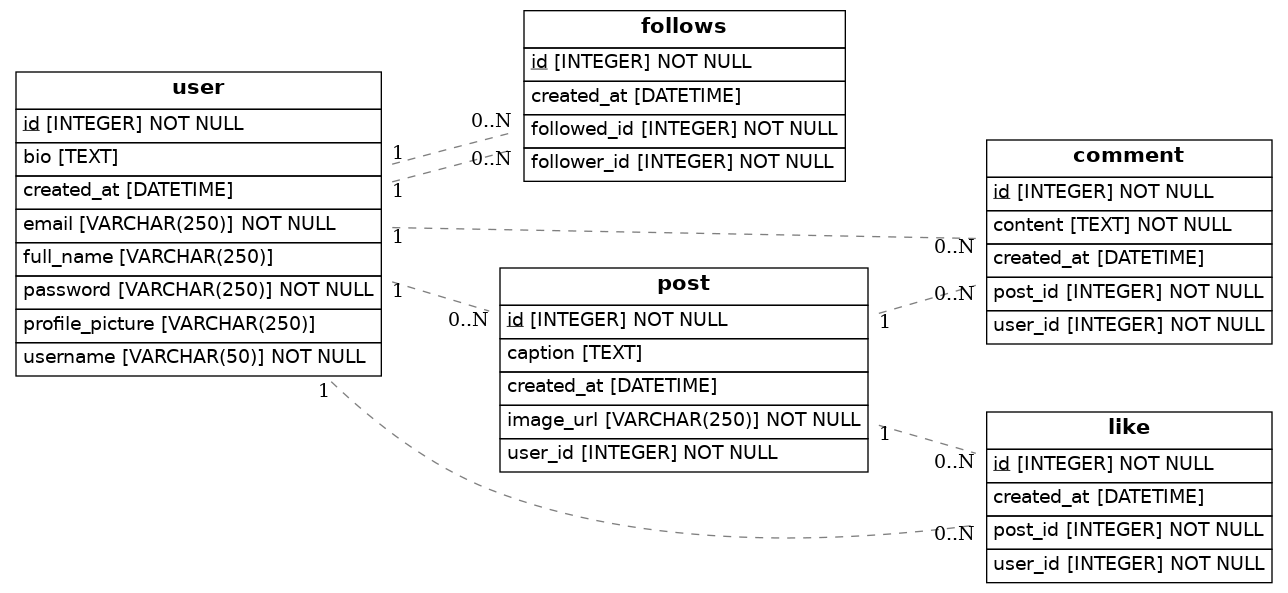 user
id [INTEGER] NOT NULL
bio [TEXT]
created_at [DATETIME]
email [VARCHAR(250)] NOT NULL
full_name [VARCHAR(250)]
password [VARCHAR(250)] NOT NULL
profile_picture [VARCHAR(250)]
username [VARCHAR(50)] NOT NULL
1
0..N
1
0..N
1
0..N
1
0..N
1
0..N
follows
id [INTEGER] NOT NULL
created_at [DATETIME]
followed_id [INTEGER] NOT NULL
follower_id [INTEGER] NOT NULL
post
id [INTEGER] NOT NULL
caption [TEXT]
created_at [DATETIME]
image_url [VARCHAR(250)] NOT NULL
user_id [INTEGER] NOT NULL
1
0..N
1
0..N
comment
id [INTEGER] NOT NULL
content [TEXT] NOT NULL
created_at [DATETIME]
post_id [INTEGER] NOT NULL
user_id [INTEGER] NOT NULL
like
id [INTEGER] NOT NULL
created_at [DATETIME]
post_id [INTEGER] NOT NULL
user_id [INTEGER] NOT NULL